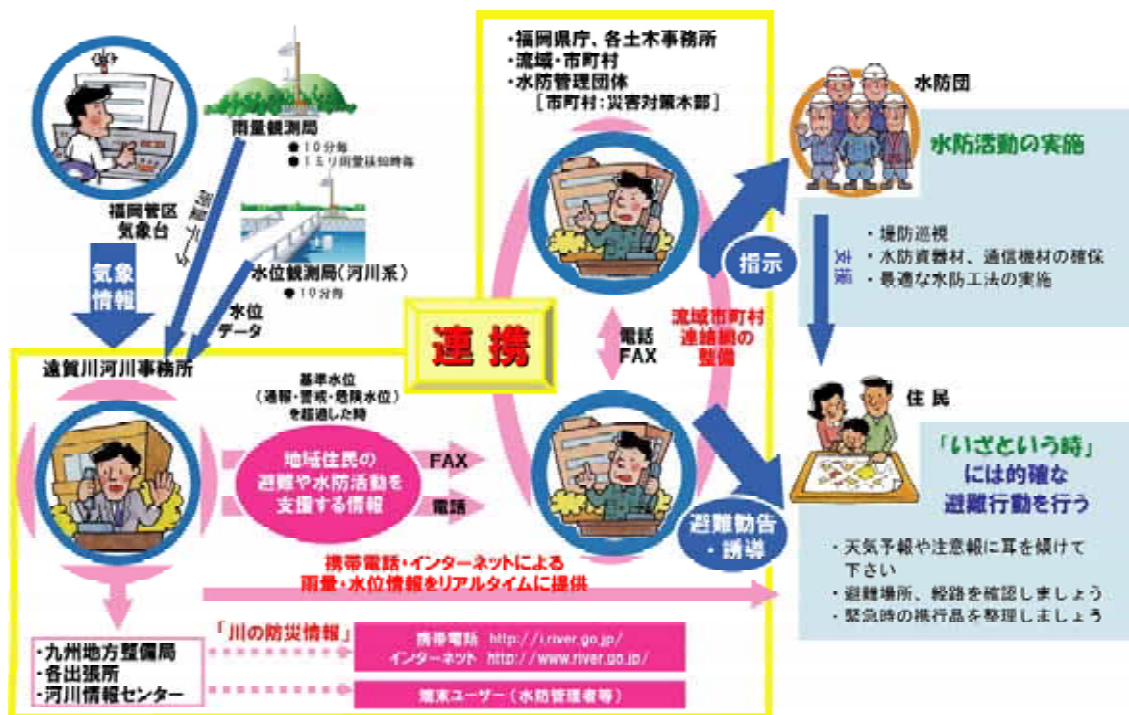 ・福岡県庁、各土木事務所
・流域・市町村
・水防管理団体
［市町村：災害対策本部］
雨量観測局
● 10分毎
● 1ミリ雨量検知時毎
福岡管区
気象台
気象
情報
水位観測局（河川系）
● 10分毎
水位
データ
連携
電話
FAX
流域市町村
連絡網の
整備
指示
水防団
水防活動の実施
・堤防巡視
・水防資器材、通信機材の確保
・最適な水防工法の実施
支援
遠賀川河川事務所
基準水位
（通報・警戒・危険水位）
を超過した時
地域住民の
避難や水防活動を
支援する情報
FAX
電話
避難勧告
・誘導
住民
「いざという時」
には的確な
避難行動を行う
・天気予報や注意報に耳を傾けて
下さい
・避難場所、経路を確認しましょう
・緊急時の携行品を整理しましょう
携帯電話・インターネットによる
雨量・水位情報をリアルタイムに提供
・九州地方整備局
・各出張所
・河川情報センター
「川の防災情報」
携帯電話 http://i.river.go.jp/
インターネット http://www.river.go.jp/
端末ユーザー（水防管理者等）